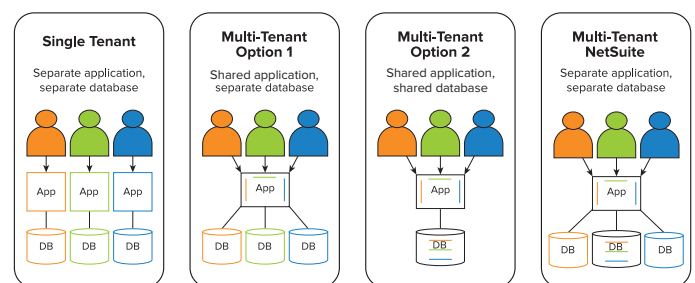 Single Tenant
Separate application,
separate database
App
App
App
DB
DB
DB
Multi-Tenant
Option 1
Shared application,
separate database
App
DB
DB
DB
Multi-Tenant
Option 2
Shared application,
shared database
App
DB
Multi-Tenant
NetSuite
Separate application,
separate database
App
DB
DB
DB